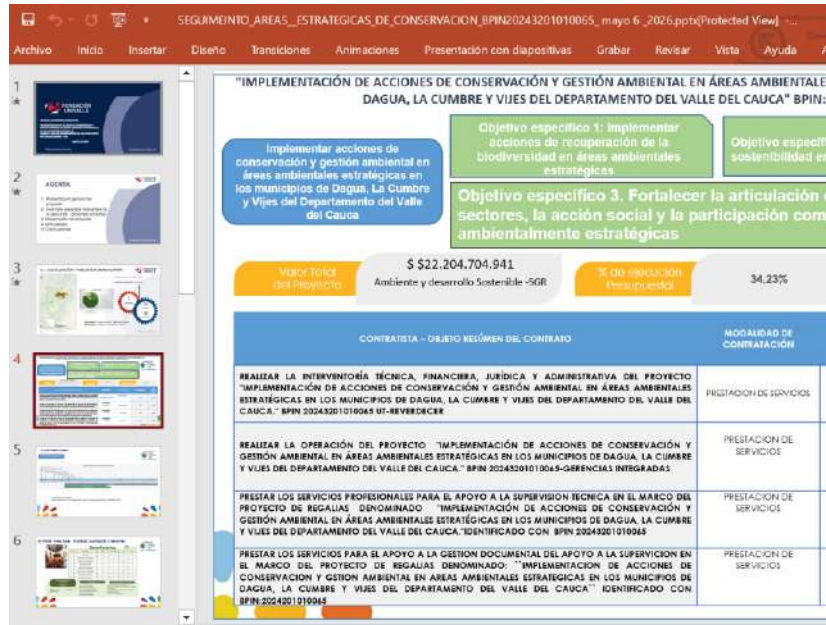 SEGUIMEINTO_AREAS__ESTRATEGICAS_DE_CONSERVACION_BPIN20243201010065_ mayo 6 _2026.pptx[Protected View] -...
Archivo Inicio Insertar Diseño Transiciones Animaciones Presentación con diapositivas Grabar Revisar Vista Ayuda
1
2
AGENDA
3
4
5
6
"IMPLEMENTACIÓN DE ACCIONES DE CONSERVACIÓN Y GESTIÓN AMBIENTAL EN ÁREAS AMBIENTALE
DAGUA, LA CUMBRE Y VIJES DEL DEPARTAMENTO DEL VALLE DEL CAUCA" BPIN:
Implementar acciones de
conservación y gestión ambiental en
áreas ambientales estratégicas en
los municipios de Dagua, La Cumbre
y Vijes del Departamento del Valle
del Cauca
Objetivo específico 1: Implementar
acciones de recuperación de la
biodiversidad en áreas ambientales
estratégicas
Objetivo específi
sostenibilidad en
Objetivo específico 3. Fortalecer la articulación
sectores, la acción social y la participación com
ambientalmente estratégicas
Valor Total
del Proyecto
$ $22.204.704.941
Ambiente y desarrollo Sostenible -SGR
% de ejecución
Presupuestal
34,23%
CONTRATISTA – OBJETO RESÚMEN DEL CONTRATO
MODALIDAD DE
CONTRATACIÓN
REALIZAR LA INTERVENTORÍA TÉCNICA, FINANCIERA, JURÍDICA Y ADMINISTRATIVA DEL PROYECTO
"IMPLEMENTACIÓN DE ACCIONES DE CONSERVACIÓN Y GESTIÓN AMBIENTAL EN ÁREAS AMBIENTALES
ESTRATÉGICAS EN LOS MUNICIPIOS DE DAGUA, LA CUMBRE Y VIJES DEL DEPARTAMENTO DEL VALLE DEL
CAUCA." BPIN 20243201010065 UT-REVERDECER
PRESTACION DE SERVICIOS
REALIZAR LA OPERACIÓN DEL PROYECTO "IMPLEMENTACIÓN DE ACCIONES DE CONSERVACIÓN Y
GESTIÓN AMBIENTAL EN ÁREAS AMBIENTALES ESTRATÉGICAS EN LOS MUNICIPIOS DE DAGUA, LA CUMBRE
Y VIJES DEL DEPARTAMENTO DEL VALLE DEL CAUCA." BPIN 20243201010065-GERENCIAS INTEGRADAS
PRESTACION DE
SERVICIOS
PRESTAR LOS SERVICIOS PROFESIONALES PARA EL APOYO A LA SUPERVISION TECNICA EN EL MARCO DEL
PROYECTO DE REGALIAS DENOMINADO "IMPLEMENTACIÓN DE ACCIONES DE CONSERVACIÓN Y
GESTIÓN AMBIENTAL EN ÁREAS AMBIENTALES ESTRATÉGICAS EN LOS MUNICIPIOS DE DAGUA, LA CUMBRE
Y VIJES DEL DEPARTAMENTO DEL VALLE DEL CAUCA."IDENTIFICADO CON BPIN 20243201010065
PRESTACION DE
SERVICIOS
PRESTAR LOS SERVICIOS PARA EL APOYO A LA GESTION DOCUMENTAL DEL APOYO A LA SUPERVICION EN
EL MARCO DEL PROYECTO DE REGALIAS DENOMINADO: ``IMPLEMENTACION DE ACCIONES DE
CONSERVACION Y GSTION AMBIENTAL EN AREAS AMBIENTALES ESTRATEGICAS EN LOS MUNICIPIOS DE
DAGUA, LA CUMBRE Y VIJES DEL DEPARTAMENTO DEL VALLE DEL CAUCA`` IDENTIFICADO CON
BPIN:2024201010065
PRESTACION DE
SERVICIOS